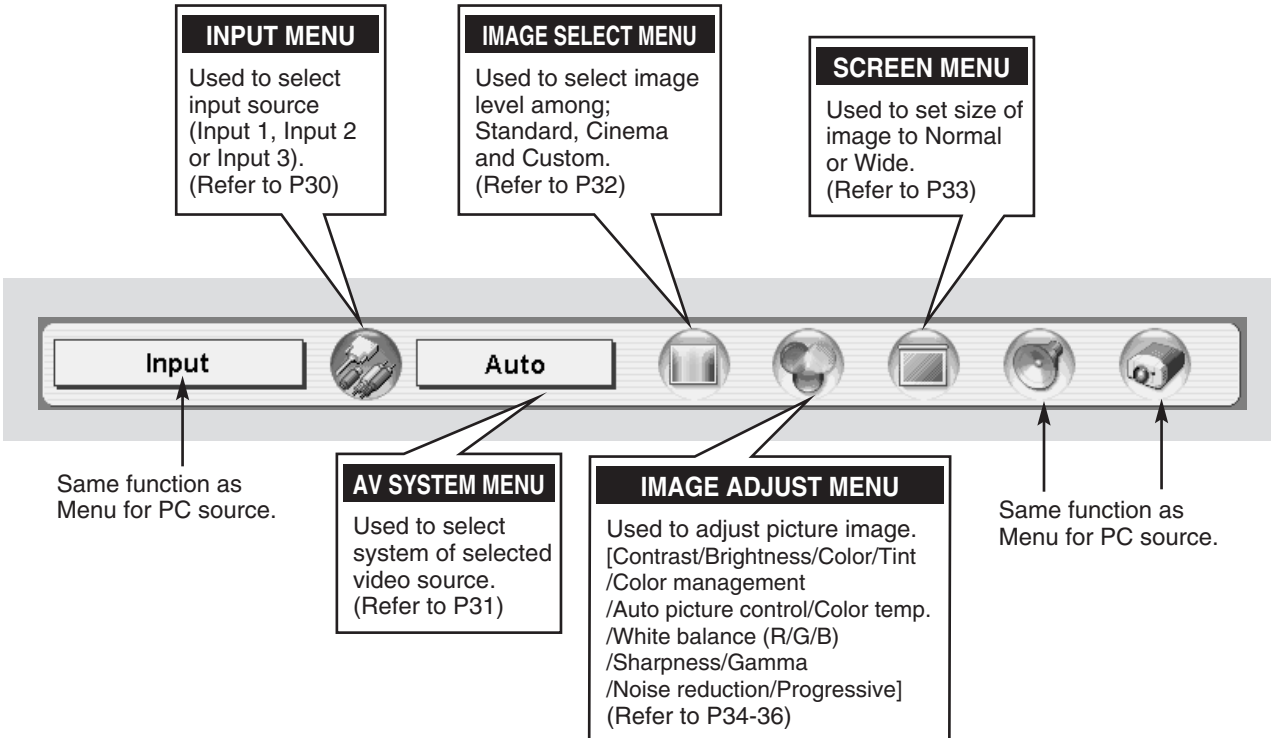 INPUT MENU
Used to select
input source
(Input 1, Input 2
or Input 3).
(Refer to P30)
IMAGE SELECT MENU
Used to select image
level among;
Standard, Cinema
and Custom.
(Refer to P32)
SCREEN MENU
Used to set size of
image to Normal
or Wide.
(Refer to P33)
Input
Auto
Same function as
Menu for PC source.
AV SYSTEM MENU
Used to select
system of selected
video source.
(Refer to P31)
IMAGE ADJUST MENU
Used to adjust picture image.
[Contrast/Brightness/Color/Tint
/Color management
/Auto picture control/Color temp.
/White balance (R/G/B)
/Sharpness/Gamma
/Noise reduction/Progressive]
(Refer to P34-36)
Same function as
Menu for PC source.